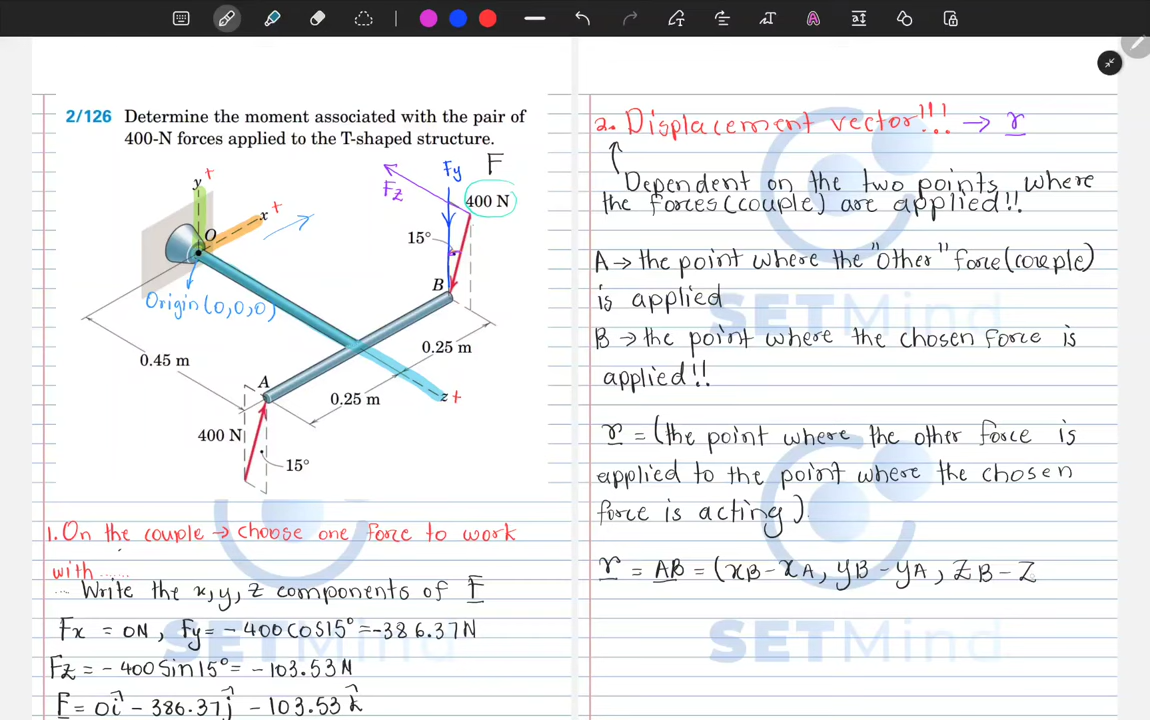 2/126 Determine the moment associated with the pair of
400-N forces applied to the T-shaped structure.
F
Fy
Fz
400 N
15°
y +
x +
O
B
Origin (0,0,0)
0.45 m
0.25 m
A
0.25 m
z +
400 N
15°
1. On the couple → choose one force to work
with......
... Write the x, y, z components of F
Fx = 0N, Fy = - 400 cos15° = -386.37N
Fz = - 400 Sin 15° = - 103.53 N
F = 0i - 386.37j - 103.53 k
2. Displacement vector!!! → r
Dependent on the two points where
the forces (couple) are applied!!
A → the point where the "other" force (couple)
is applied
B → the point where the chosen force is
applied!!
r = (the point where the other force is
applied to the point where the chosen
force is acting).
r = AB = (xB - xA, yB - yA, zB - z
SETMind
SETMind
SETMind